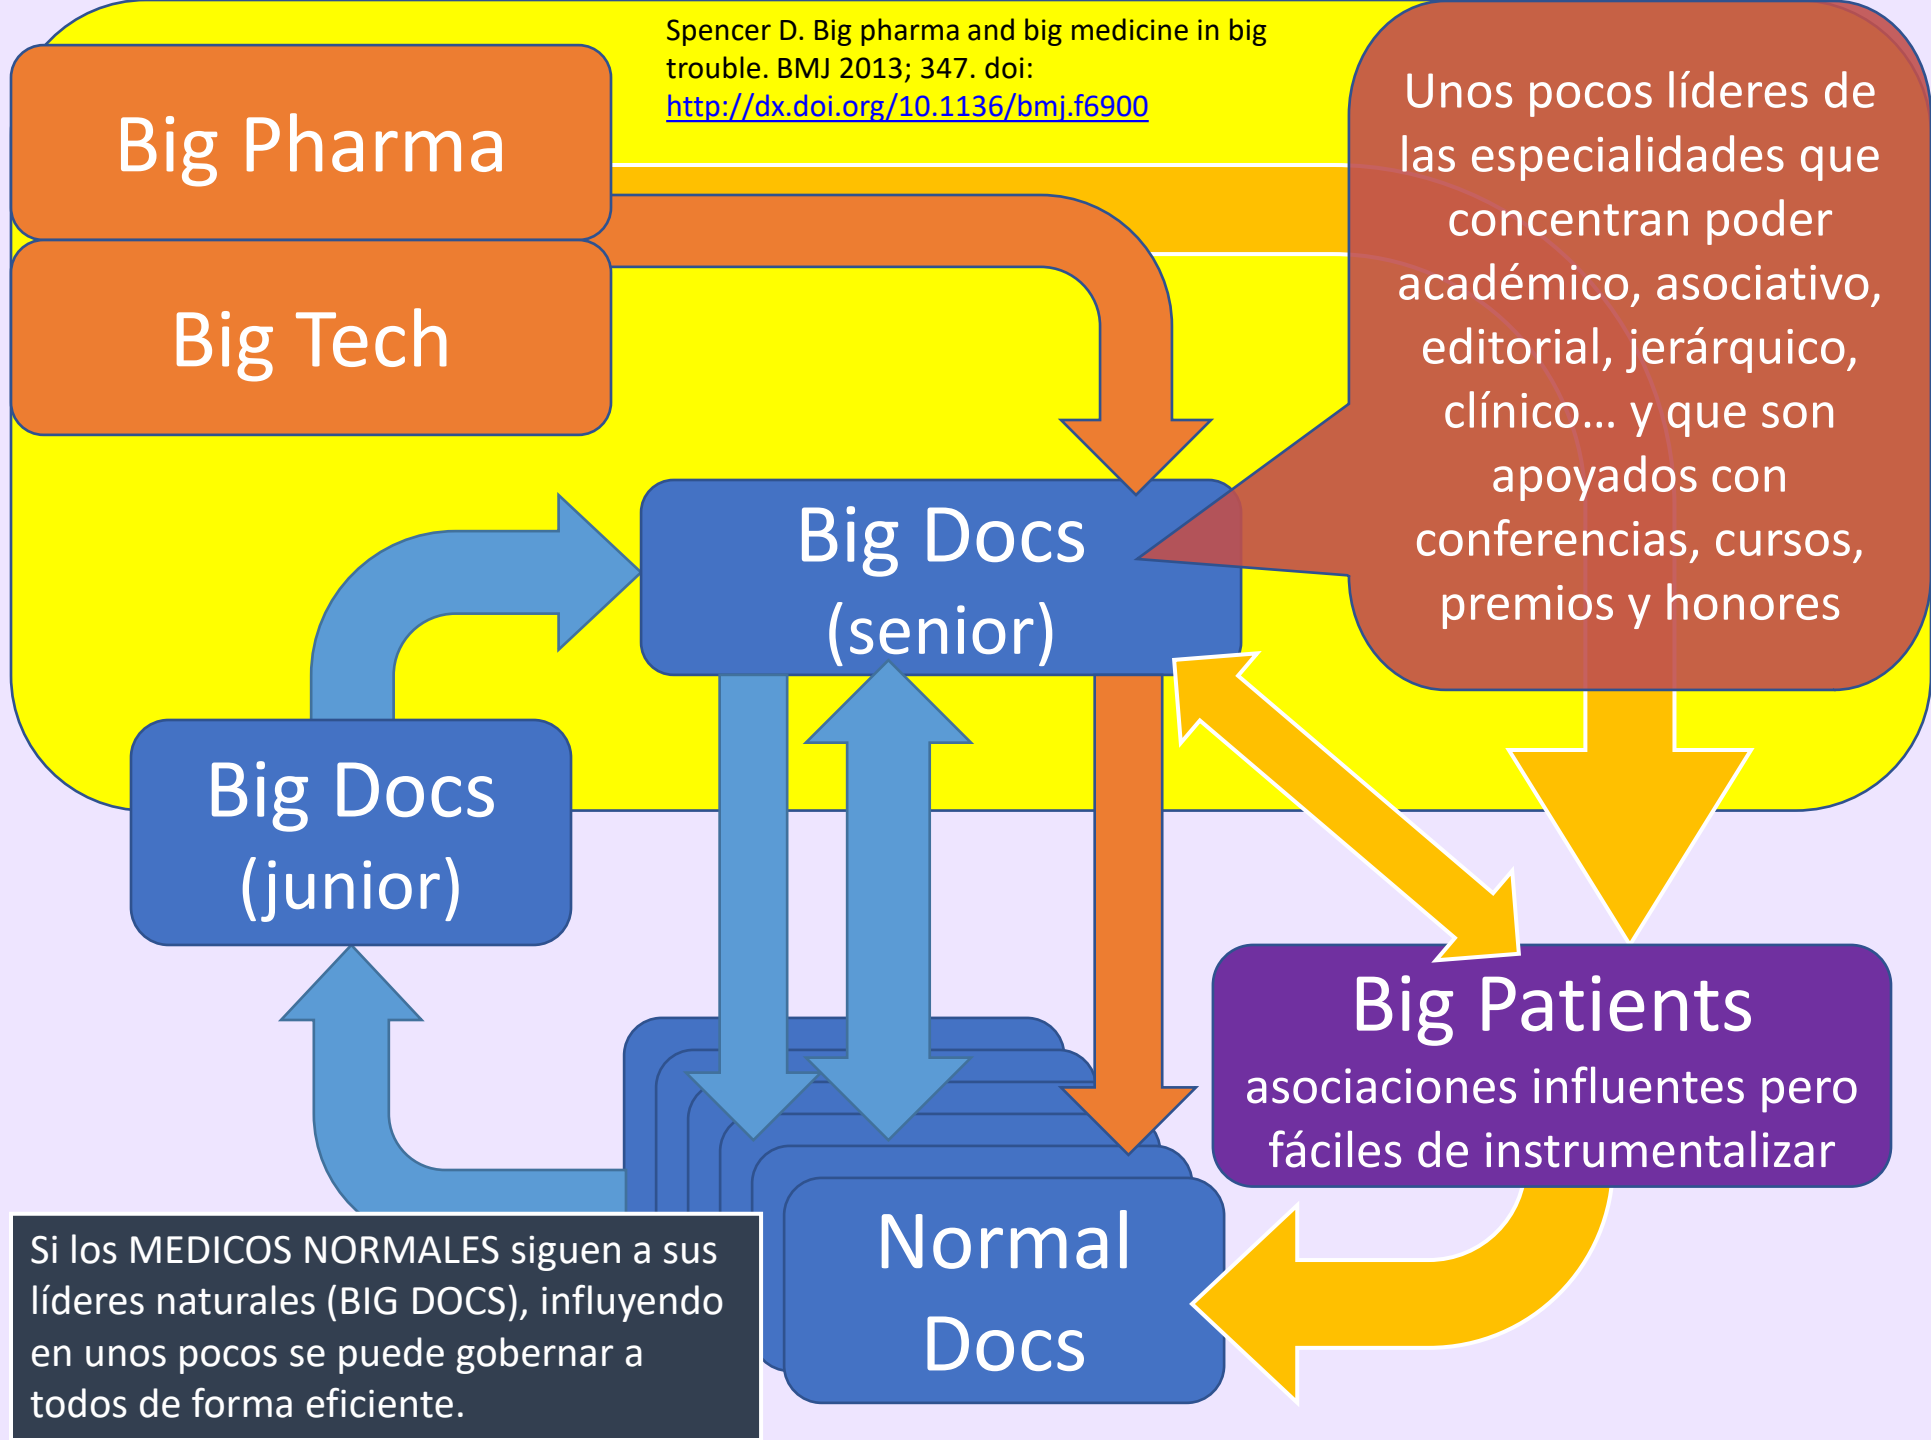 Spencer D. Big pharma and big medicine in big
trouble. BMJ 2013; 347. doi:
http://dx.doi.org/10.1136/bmj.f6900
Big Pharma
Big Tech
Unos pocos líderes de
las especialidades que
concentran poder
académico, asociativo,
editorial, jerárquico,
clínico... y que son
apoyados con
conferencias, cursos,
premios y honores
Big Docs
(senior)
Big Docs
(junior)
Big Patients
asociaciones influentes pero
fáciles de instrumentalizar
Normal
Docs
Si los MEDICOS NORMALES siguen a sus
líderes naturales (BIG DOCS), influyendo
en unos pocos se puede gobernar a
todos de forma eficiente.